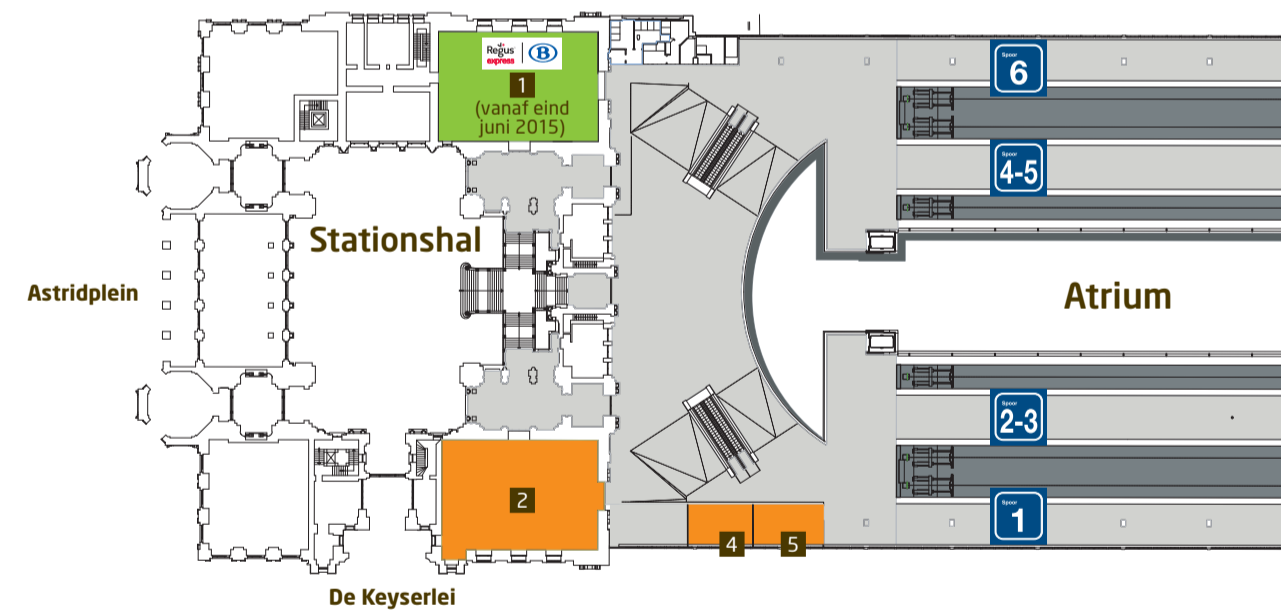 Regus
express
B
1
(vanaf eind
juni 2015)
Spoor
6
Spoor
4-5
Stationshal
Astridplein
Atrium
Spoor
2-3
2
Spoor
1
4
5
De Keyserlei